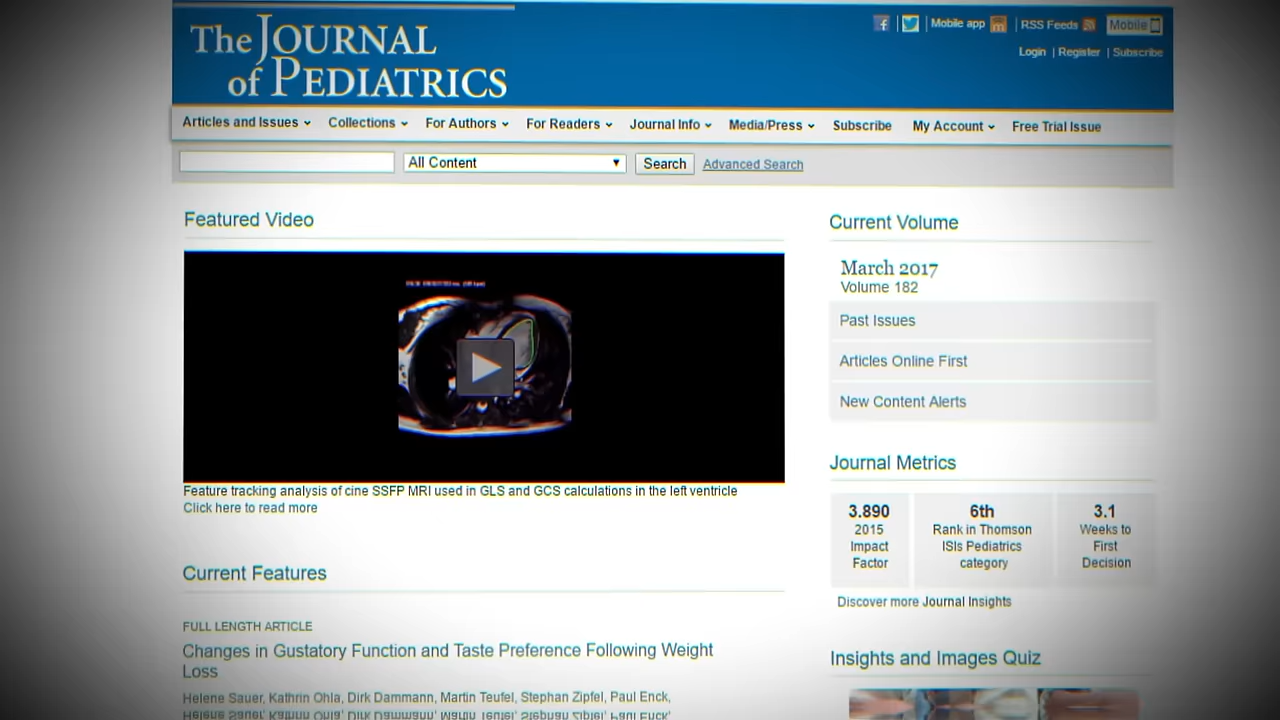 The JOURNAL
of PEDIATRICS
Mobile app
RSS Feeds
Mobile
Login | Register | Subscribe
Articles and Issues
Collections
For Authors
For Readers
Journal Info
Media/Press
Subscribe
My Account
Free Trial Issue
All Content
Search
Advanced Search
Featured Video
Feature tracking analysis of cine SSFP MRI used in GLS and GCS calculations in the left ventricle
Click here to read more
Current Features
FULL LENGTH ARTICLE
Changes in Gustatory Function and Taste Preference Following Weight
Loss
Helene Sauer, Kathrin Ohla, Dirk Dammann, Martin Teufel, Stephan Zipfel, Paul Enck,
Current Volume
March 2017
Volume 182
Past Issues
Articles Online First
New Content Alerts
Journal Metrics
3.890
2015
Impact
Factor
6th
Rank in Thomson
ISIs Pediatrics
category
3.1
Weeks to
First
Decision
Discover more Journal Insights
Insights and Images Quiz